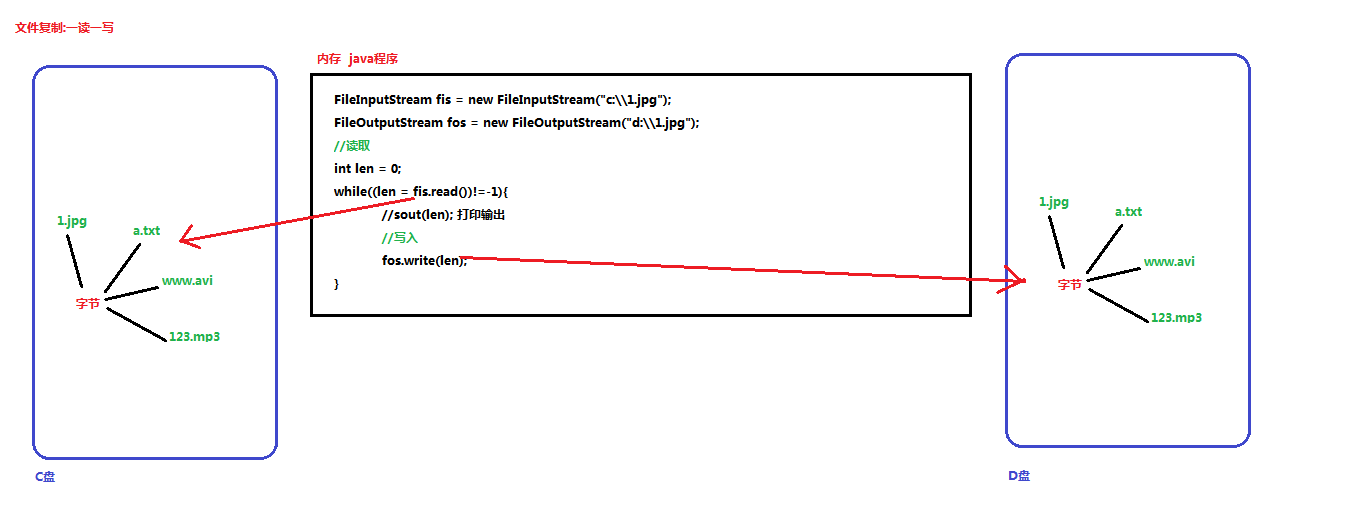 文件复制:一读一写
内存 java程序
FileInputStream fis = new FileInputStream("c:\\1.jpg");
FileOutputStream fos = new FileOutputStream("d:\\1.jpg");
//读取
int len = 0;
while((len = fis.read())!=-1){
//sout(len); 打印输出
//写入
fos.write(len);
}
1.jpg
a.txt
www.avi
字节
123.mp3
C盘
1.jpg
a.txt
www.avi
字节
123.mp3
D盘